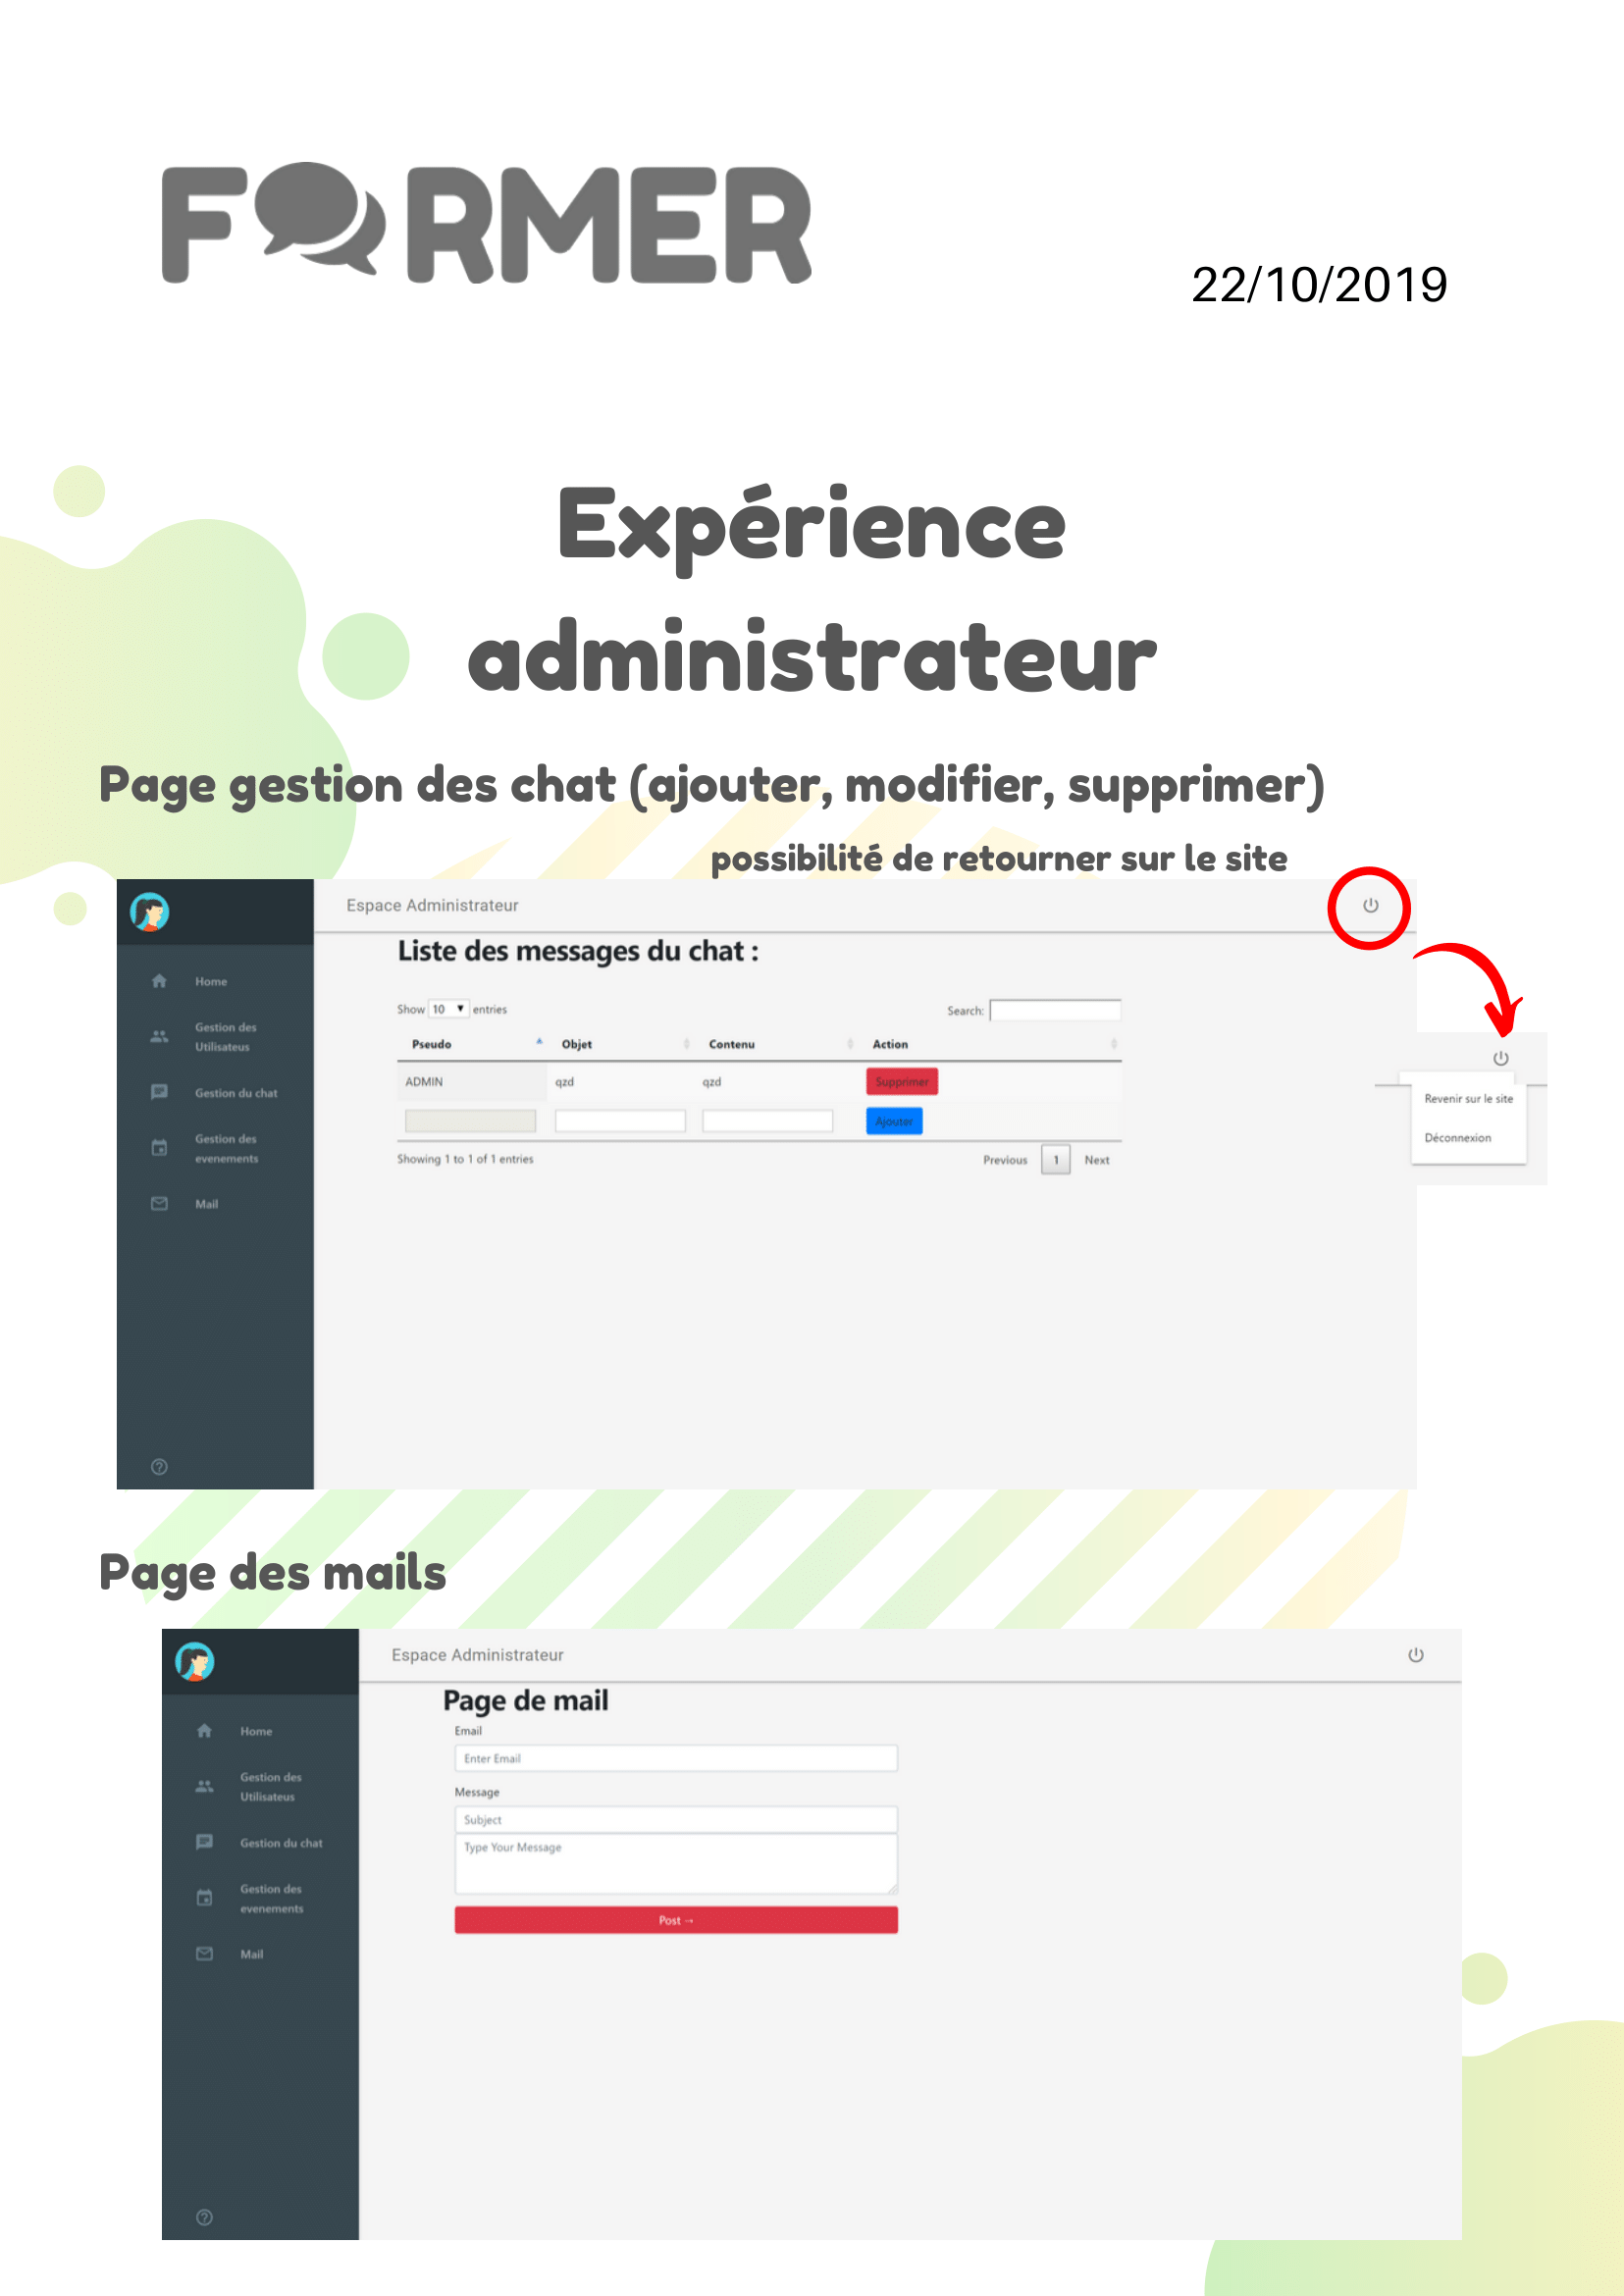 FORMER
22/10/2019
Expérience
administrateur
Page gestion des chat (ajouter, modifier, supprimer)
possibilité de retourner sur le site
Espace Administrateur
Liste des messages du chat :
Home
Gestion des
Utilisateus
Gestion du chat
Gestion des
evenements
Mail
Show 10 entries
Search:
Pseudo Objet Contenu Action
ADMIN qzd qzd Supprimer
Ajouter
Showing 1 to 1 of 1 entries
Previous 1 Next
Revenir sur le site
Déconnexion
Page des mails
Espace Administrateur
Page de mail
Home
Gestion des
Utilisateus
Gestion du chat
Gestion des
evenements
Mail
Email
Enter Email
Message
Subject
Type Your Message
Post →